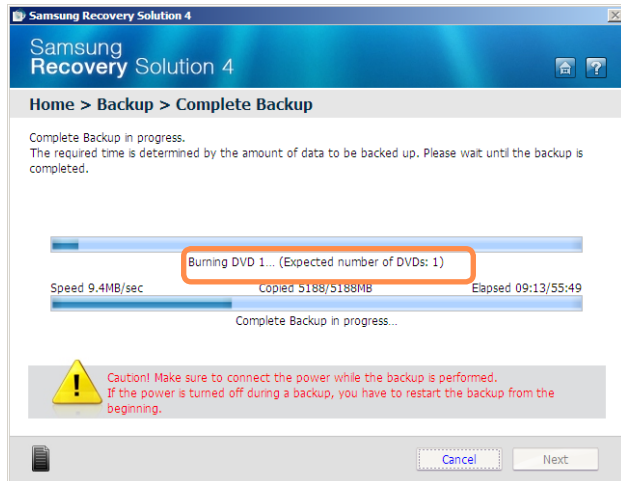 Samsung Recovery Solution 4
Samsung
Recovery Solution 4
?
Home > Backup > Complete Backup
Complete Backup in progress.
The required time is determined by the amount of data to be backed up. Please wait until the backup is
completed.
Burning DVD 1... (Expected number of DVDs: 1)
Speed 9.4MB/sec Copied 5188/5188MB Elapsed 09:13/55:49
Complete Backup in progress...
Caution! Make sure to connect the power while the backup is performed.
If the power is turned off during a backup, you have to restart the backup from the
beginning.
Cancel Next